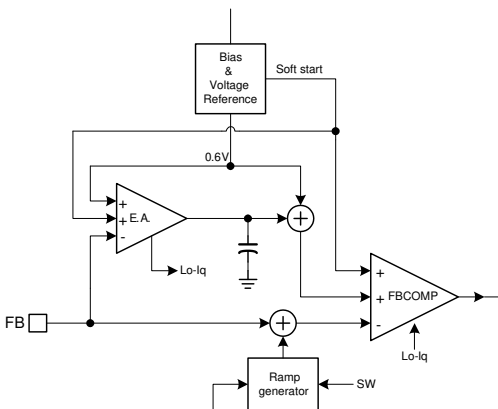 Bias
&
Voltage
Reference
Soft start
0.6V
+
+ E.A.
-
+
Lo-Iq
+
+ FBCOMP
-
FB
+
Lo-Iq
Ramp
generator
SW